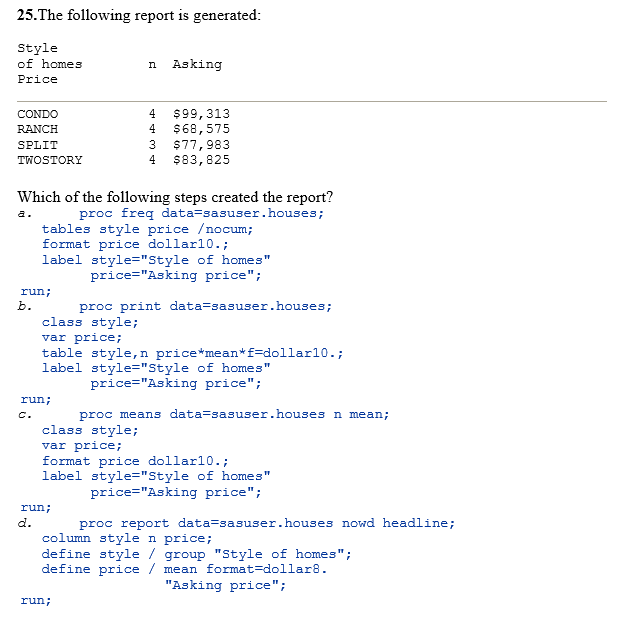 25.The following report is generated:
Style
of homes n Asking
Price
CONDO 4 $99,313
RANCH 4 $68,575
SPLIT 3 $77,983
TWOSTORY 4 $83,825
Which of the following steps created the report?
a. proc freq data=sasuser.houses;
tables style price /nocum;
format price dollar10.;
label style="Style of homes"
price="Asking price";
run;
b. proc print data=sasuser.houses;
class style;
var price;
table style,n price*mean*f=dollar10.;
label style="Style of homes"
price="Asking price";
run;
c. proc means data=sasuser.houses n mean;
class style;
var price;
format price dollar10.;
label style="Style of homes"
price="Asking price";
run;
d. proc report data=sasuser.houses nowd headline;
column style n price;
define style / group "Style of homes";
define price / mean format=dollar8.
"Asking price";
run;